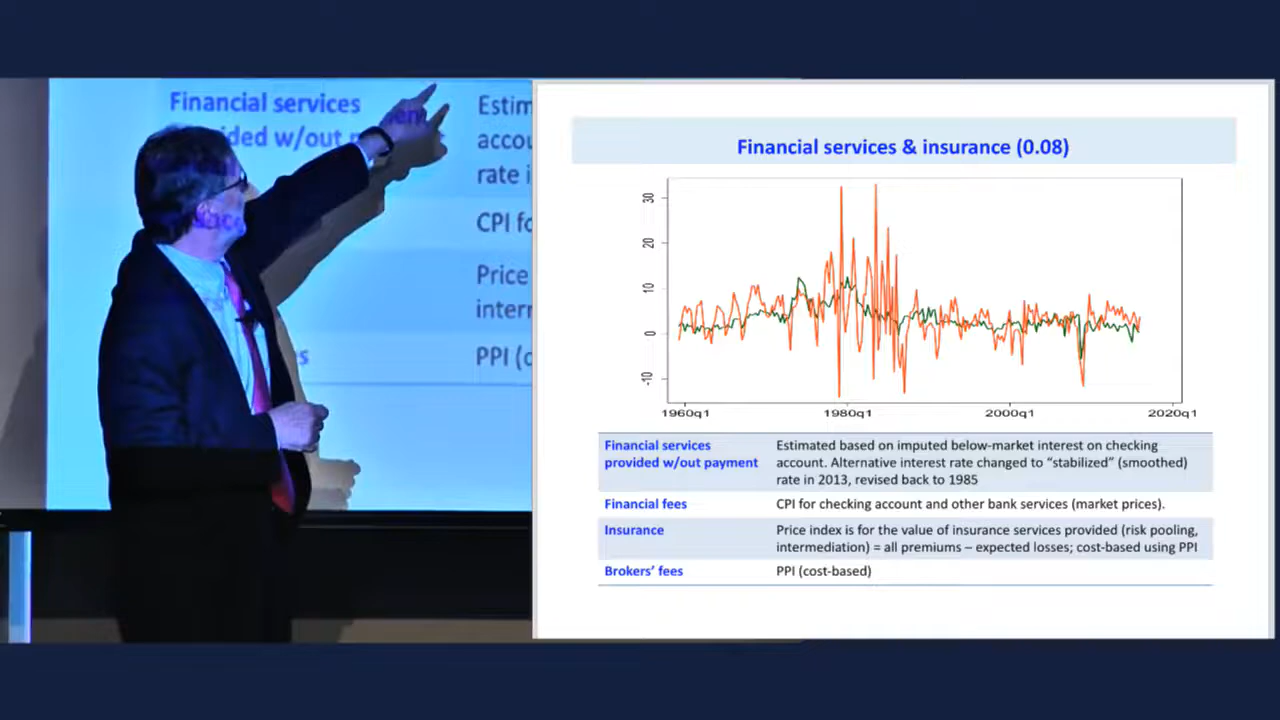 Financial services
ided w/out
Estim
accou
rate i
CPI fo
Price
interr
PPI (c
Financial services & insurance (0.08)
30
20
10
0
-10
1960q1 1980q1 2000q1 2020q1
Financial services
provided w/out payment
Estimated based on imputed below-market interest on checking
account. Alternative interest rate changed to “stabilized” (smoothed)
rate in 2013, revised back to 1985
Financial fees
CPI for checking account and other bank services (market prices).
Insurance
Price index is for the value of insurance services provided (risk pooling,
intermediation) = all premiums – expected losses; cost-based using PPI
Brokers’ fees
PPI (cost-based)